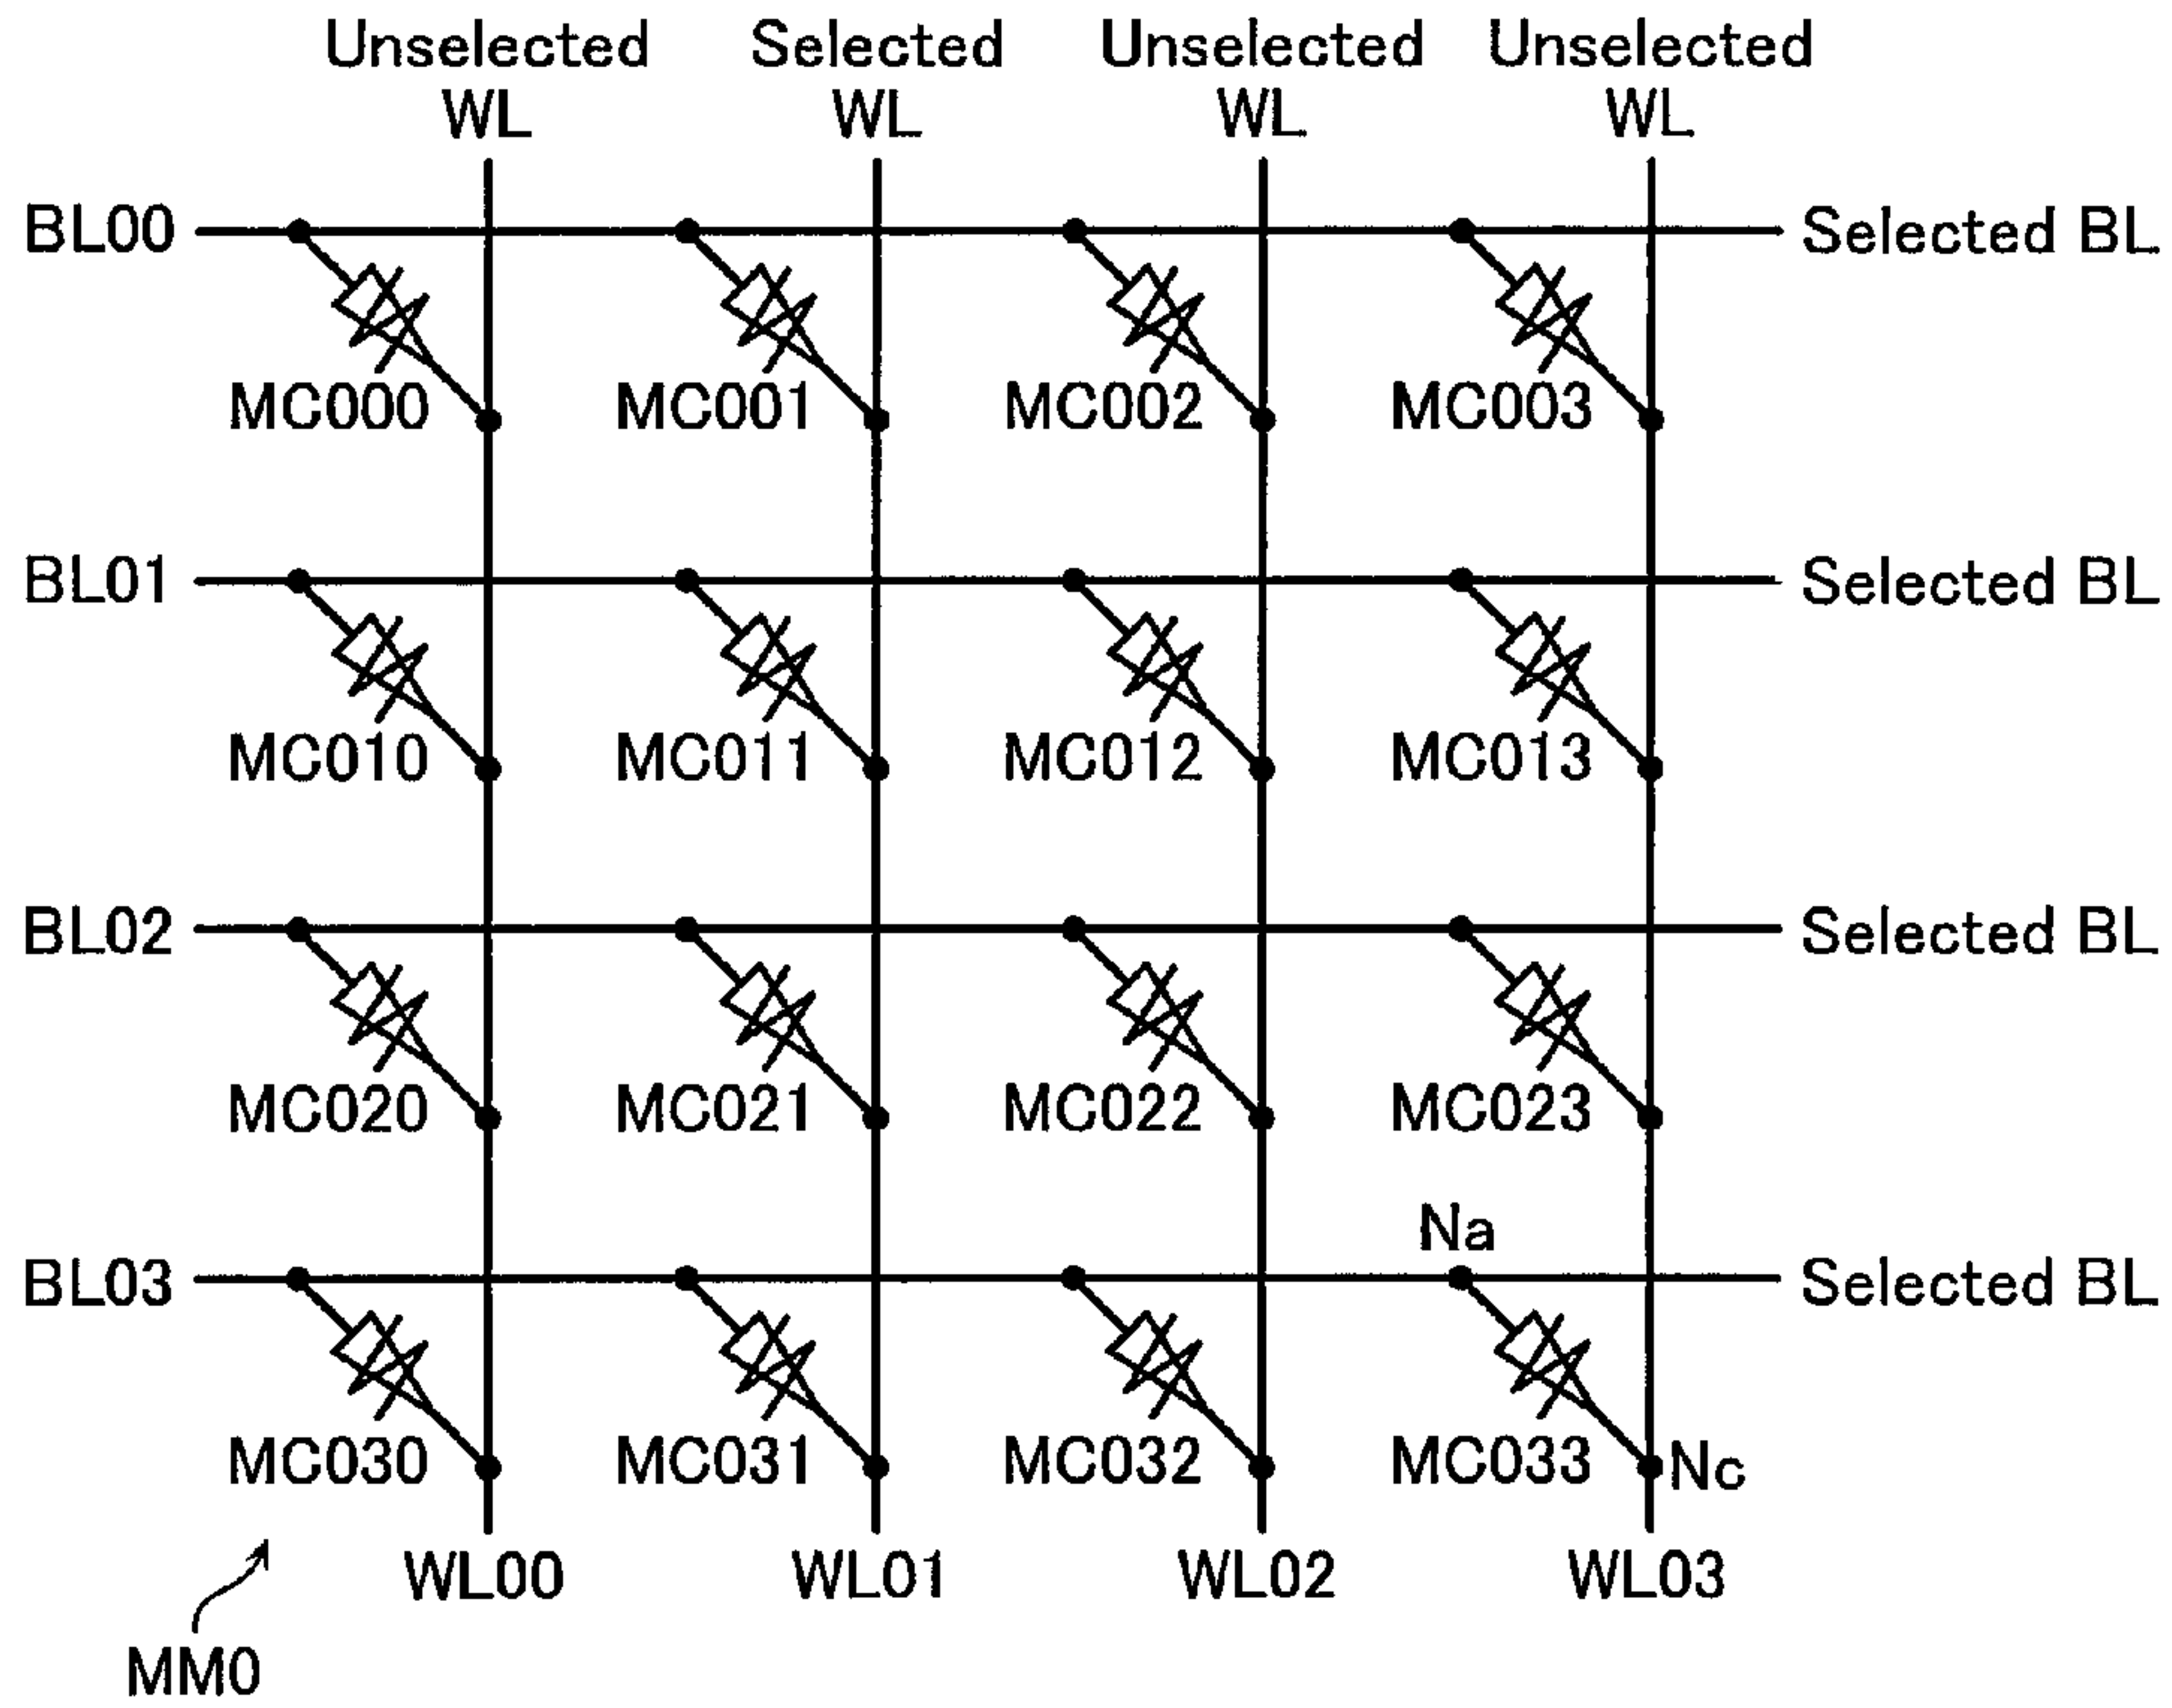 Unselected Selected Unselected Unselected
WL WL WL WL
BL00 Selected BL
MC000 MC001 MC002 MC003
BL01 Selected BL
MC010 MC011 MC012 MC013
BL02 Selected BL
MC020 MC021 MC022 MC023
Na
BL03 Selected BL
MC030 MC031 MC032 MC033 Nc
WL00 WL01 WL02 WL03
MM0